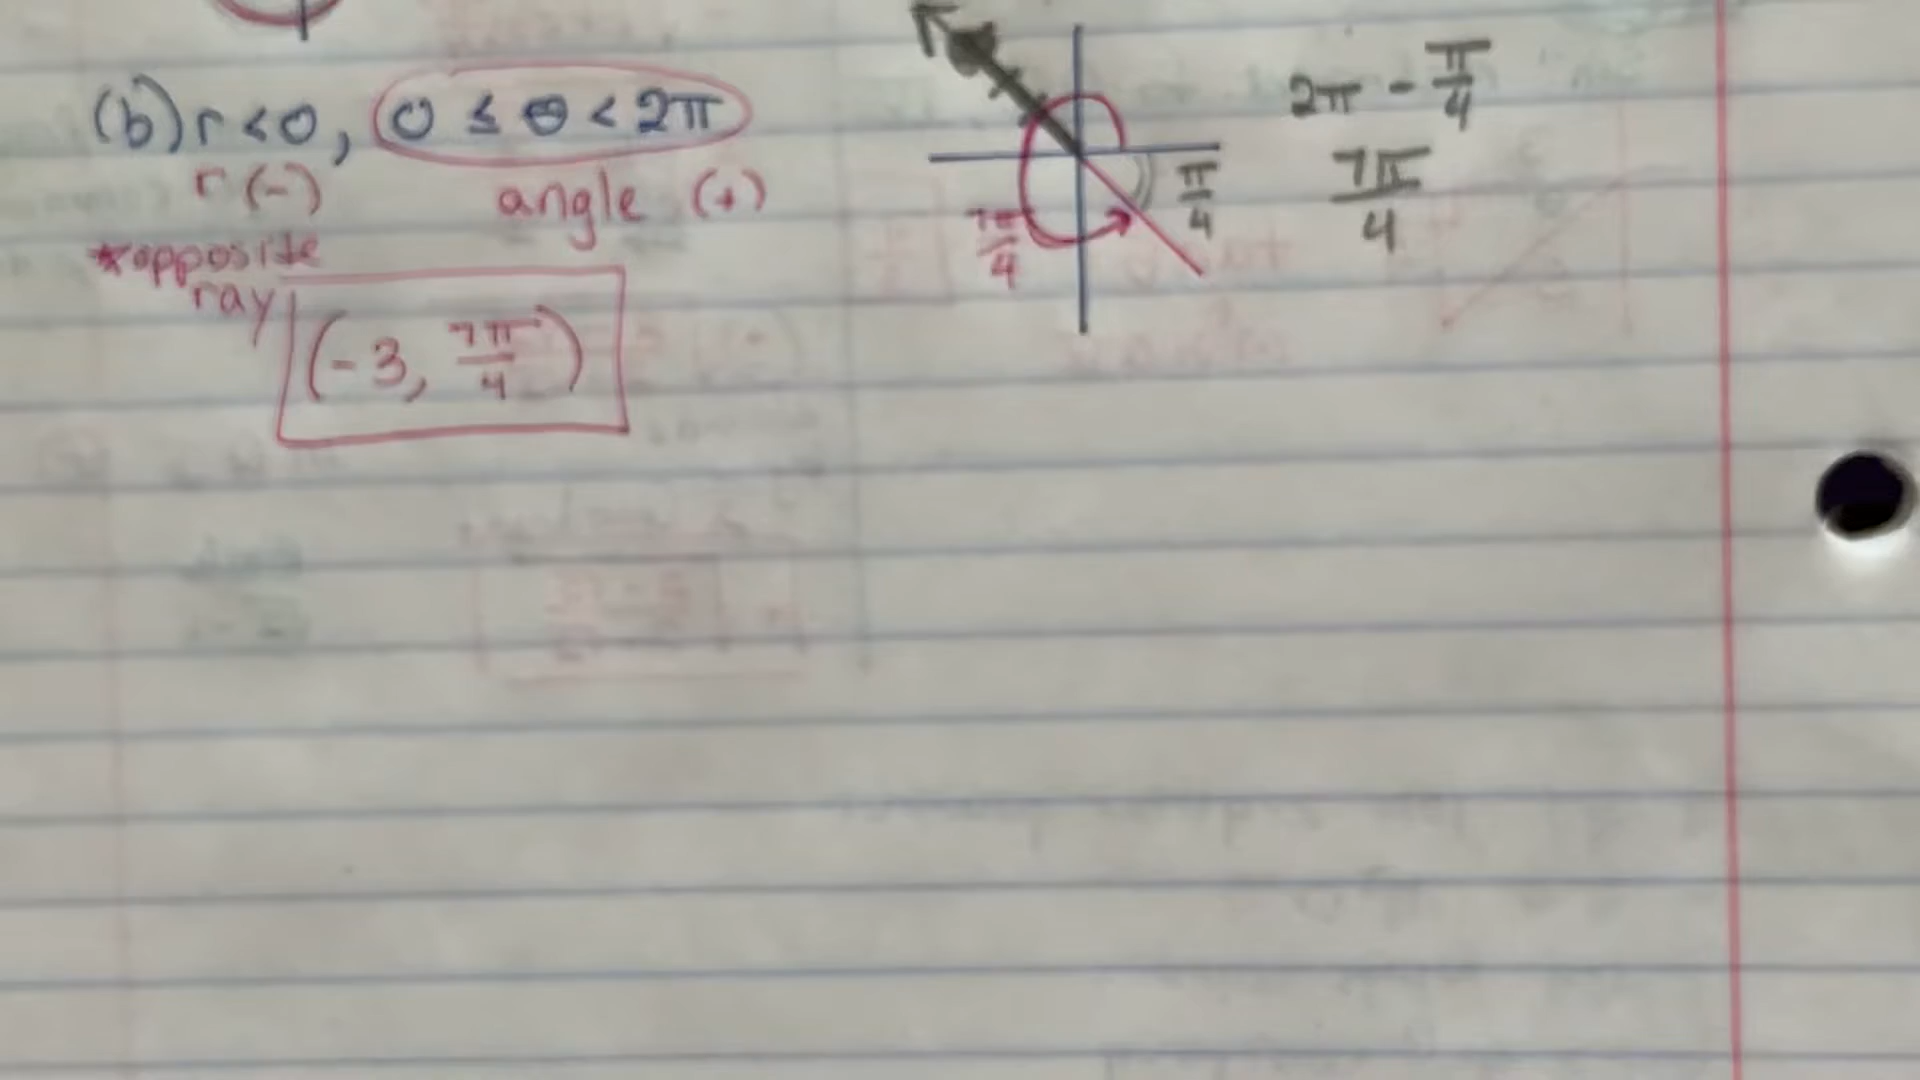 (b) r < 0, 0 ≤ θ < 2π
r (-) angle (+)
*opposite
ray
(-3, 7π/4)
7π/4
π/4
2π - π/4
7π/4